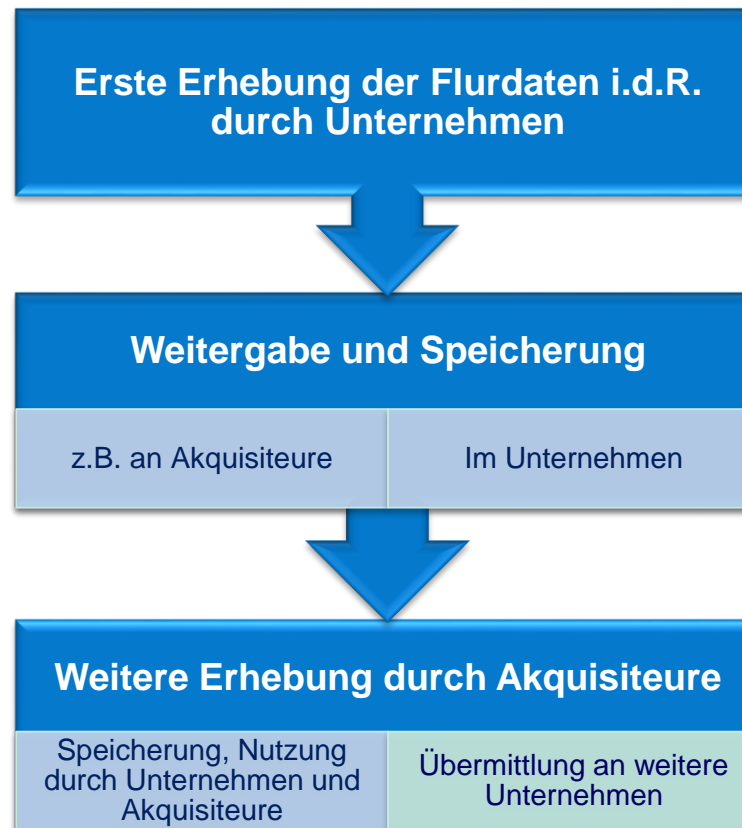 Erste Erhebung der Flurdaten i.d.R.
durch Unternehmen
Weitergabe und Speicherung
z.B. an Akquisiteure
Im Unternehmen
Weitere Erhebung durch Akquisiteure
Speicherung, Nutzung
durch Unternehmen und
Akquisiteure
Übermittlung an weitere
Unternehmen